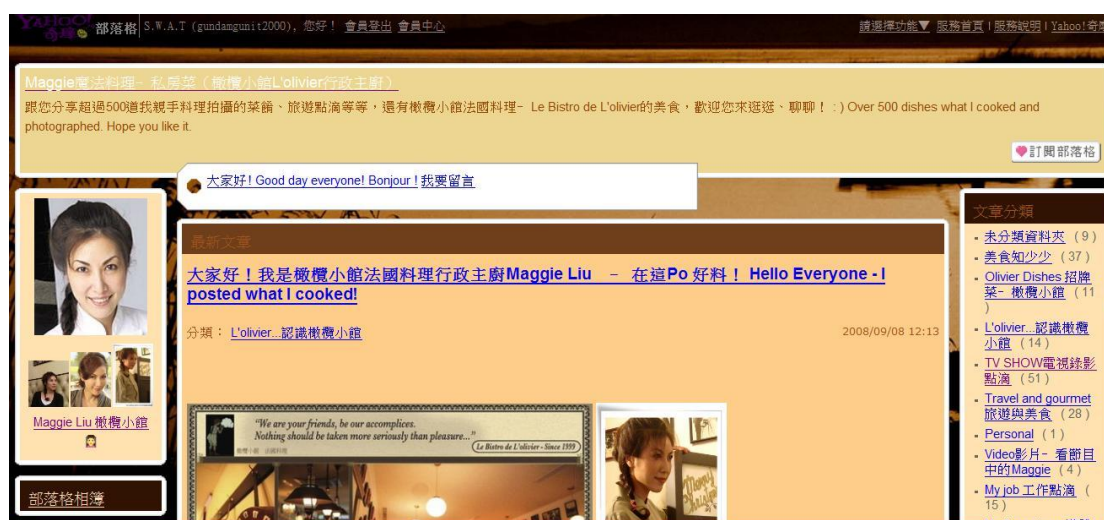 YAHOO!
奇摩 部落格 S.W.A.T (gundamgunit2000), 您好！ 會員登出 會員中心
請選擇功能▼ 服務首頁 | 服務說明 | Yahoo!奇摩
Maggie魔法料理- 私房菜（橄欖小館L'olivier行政主廚）
跟您分享超過500道我親手料理拍攝的菜餚、旅遊點滴等等，還有橄欖小館法國料理- Le Bistro de L'olivier的美食，歡迎您來逛逛、聊聊！ : ) Over 500 dishes what I cooked and
photographed. Hope you like it.
訂閱部落格
大家好! Good day everyone! Bonjour ! 我要留言
Maggie Liu 橄欖小館
部落格相簿
最新文章
大家好！我是橄欖小館法國料理行政主廚Maggie Liu － 在這Po 好料！ Hello Everyone - I
posted what I cooked!
分類： L'olivier...認識橄欖小館
2008/09/08 12:13
"We are your friends, be our accomplices.
Nothing should be taken more seriously than pleasure..."
Le Bistro de L'olivier - Since 1999
橄欖小館 法國料理
文章分類
未分類資料夾 (9)
美食知少少 (37)
Olivier Dishes 招牌
菜- 橄欖小館 (11
)
L'olivier...認識橄欖
小館 (14)
TV SHOW電視錄影
點滴 (51)
Travel and gourmet
旅遊與美食 (28)
Personal (1)
Video影片- 看節目
中的Maggie (4)
My job 工作點滴 (
15)